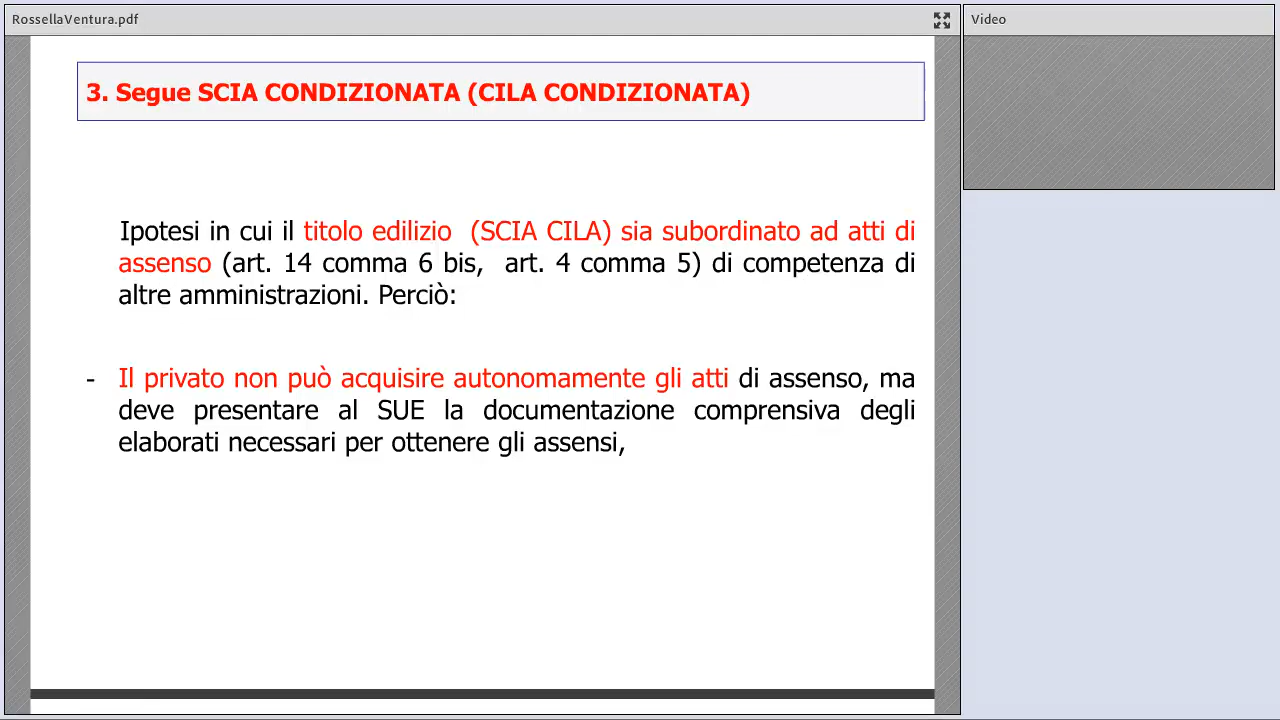 RossellaVentura.pdf
Video
3. Segue SCIA CONDIZIONATA (CILA CONDIZIONATA)
Ipotesi in cui il titolo edilizio (SCIA CILA) sia subordinato ad atti di
assenso (art. 14 comma 6 bis, art. 4 comma 5) di competenza di
altre amministrazioni. Perciò:
- Il privato non può acquisire autonomamente gli atti di assenso, ma
deve presentare al SUE la documentazione comprensiva degli
elaborati necessari per ottenere gli assensi,